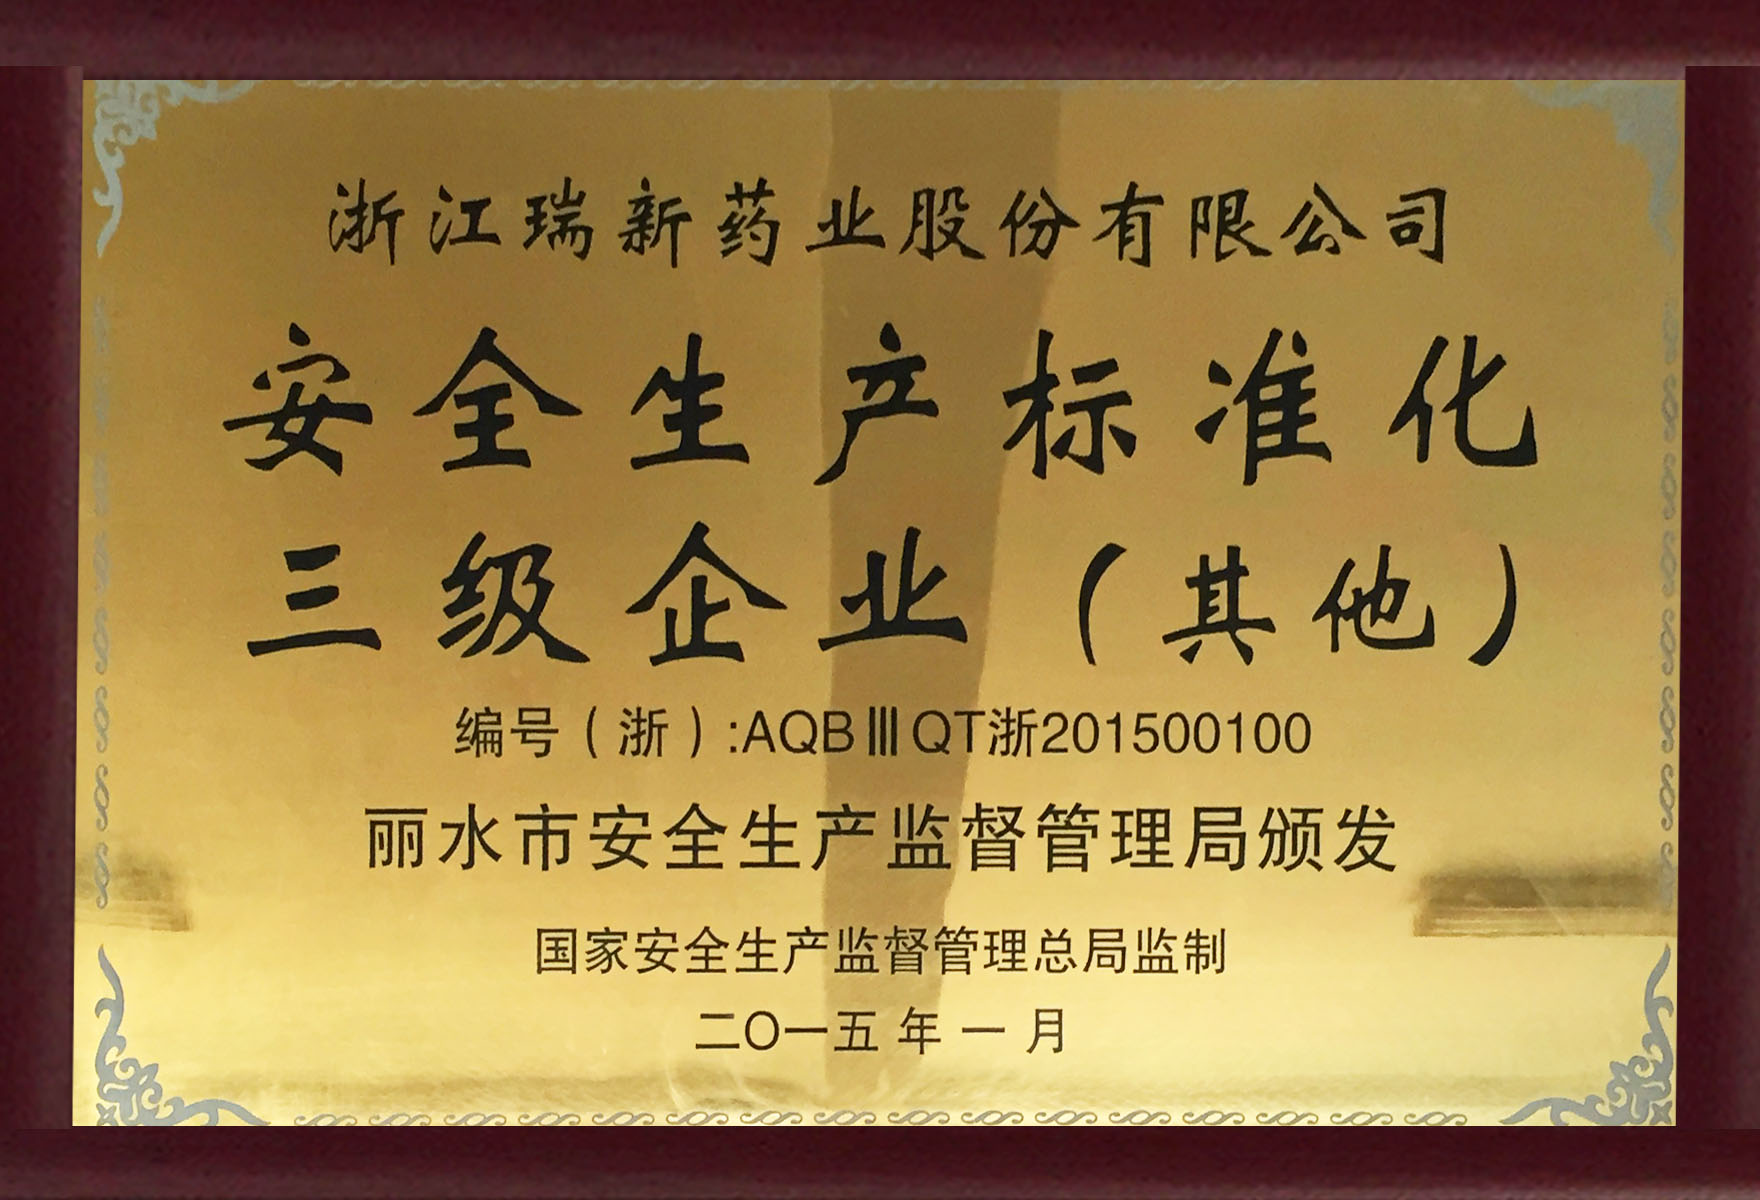 浙江瑞新药业股份有限公司
安全生产标准化
三级企业（其他）
编号（浙）:AQBⅢQT浙201500100
丽水市安全生产监督管理局颁发
国家安全生产监督管理总局监制
二〇一五年一月